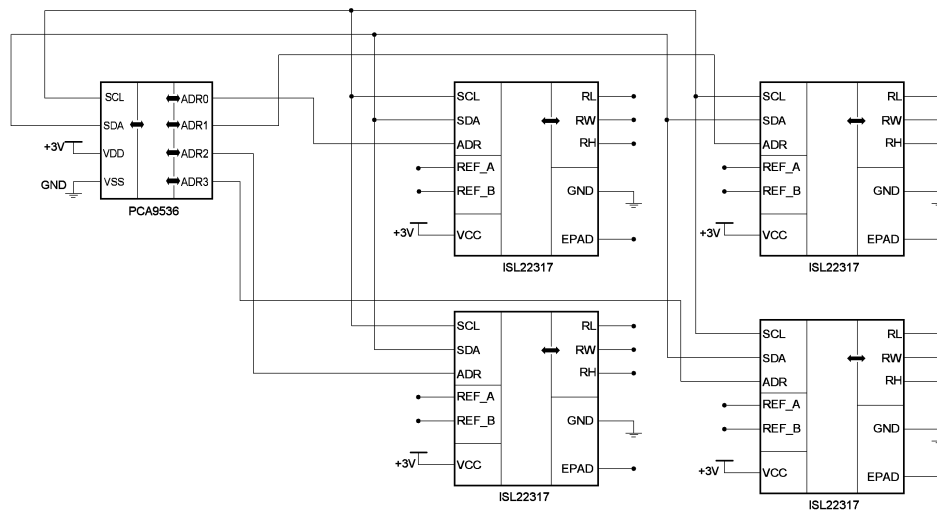 SCL
ADR0
SDA
ADR1
+3V
VDD
ADR2
GND
VSS
ADR3
PCA9536
SCL
RL
SDA
RW
ADR
RH
REF_A
REF_B
GND
+3V
VCC
EPAD
ISL22317
SCL
RL
SDA
RW
ADR
RH
REF_A
REF_B
GND
+3V
VCC
EPAD
ISL22317
SCL
RL
SDA
RW
ADR
RH
REF_A
REF_B
GND
+3V
VCC
EPAD
ISL22317
SCL
RL
SDA
RW
ADR
RH
REF_A
REF_B
GND
+3V
VCC
EPAD
ISL22317